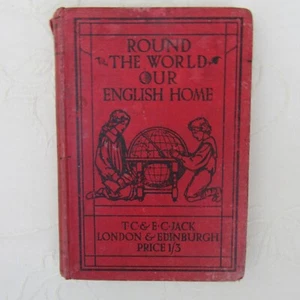 ROUND
THE WORLD
OUR
ENGLISH HOME
T·C & E·C·JACK
LONDON & EDINBURGH
PRICE 1/3